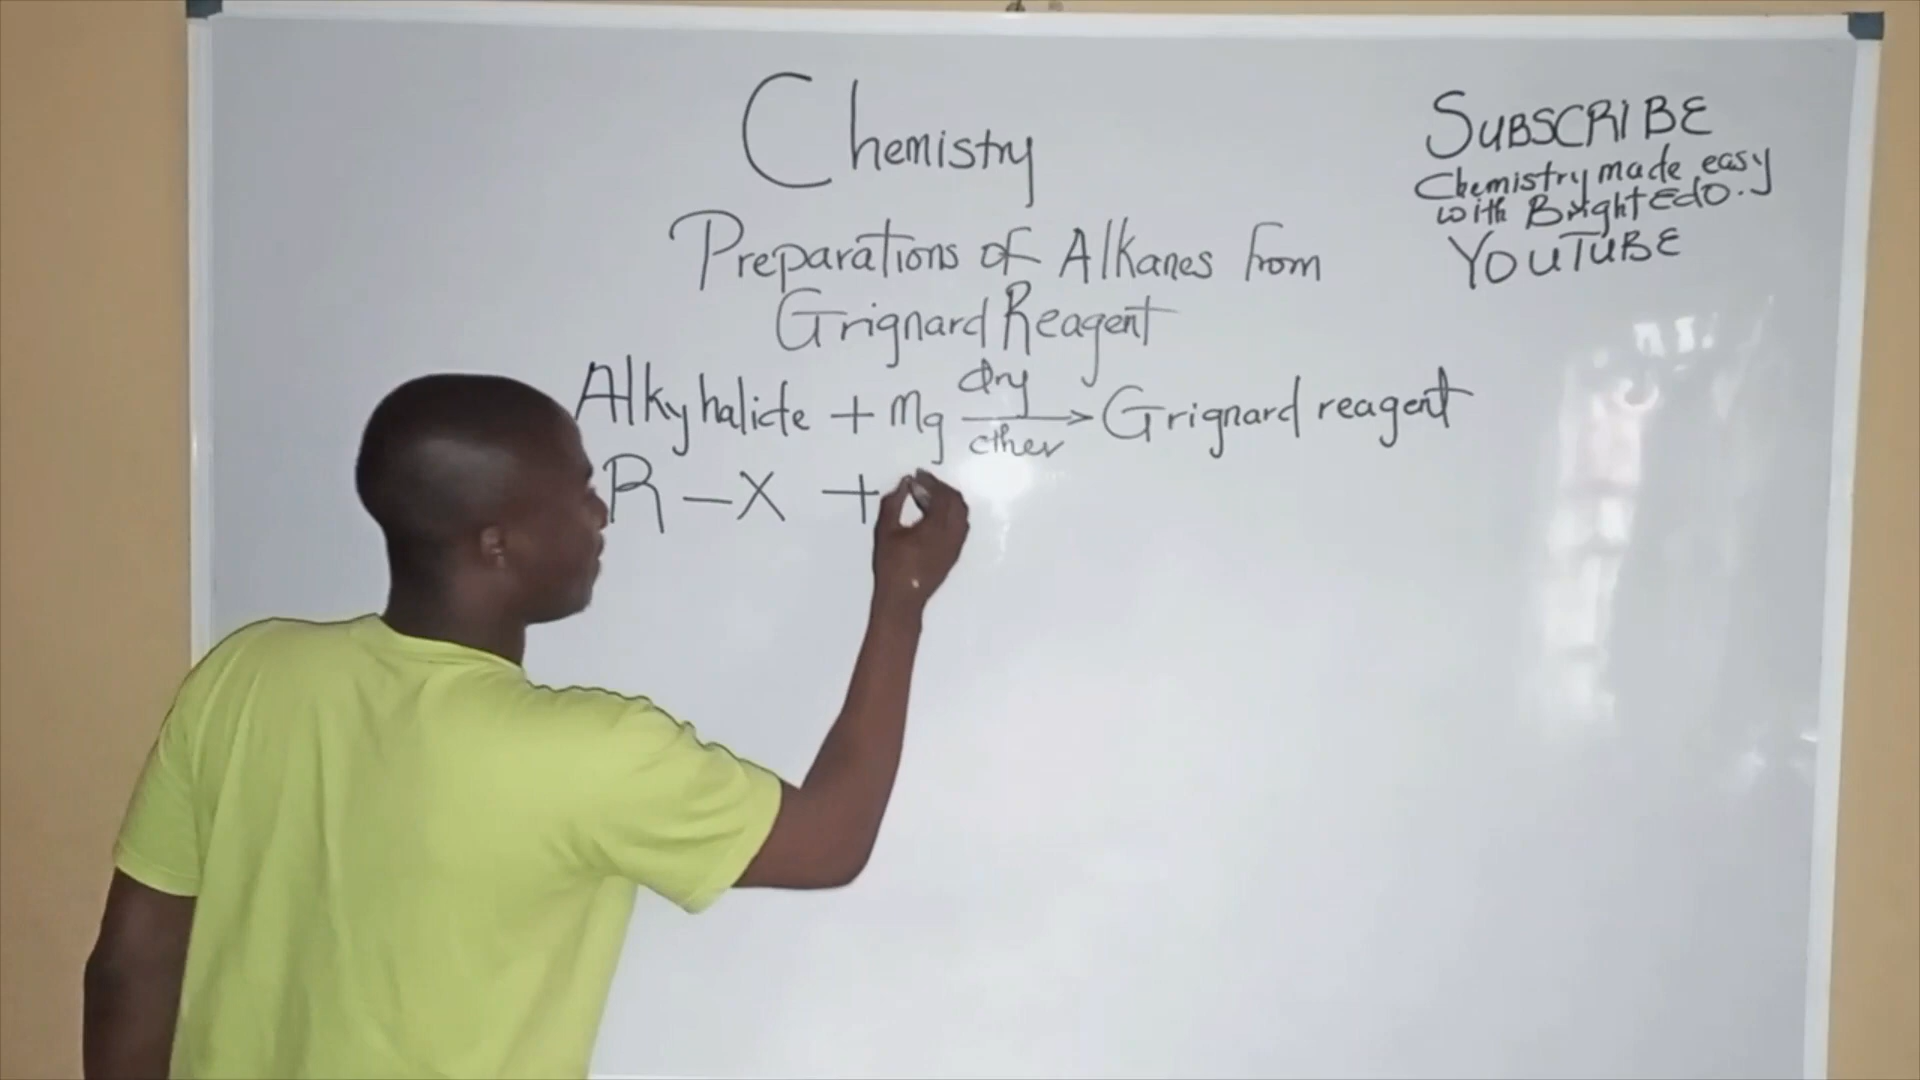 Chemistry
Preparations of Alkanes from
Grignard Reagent
Alkyhalide + Mg dry ether → Grignard reagent
R - X +
SUBSCRIBE
Chemistry made easy
with BrightEdo.
YOUTUBE